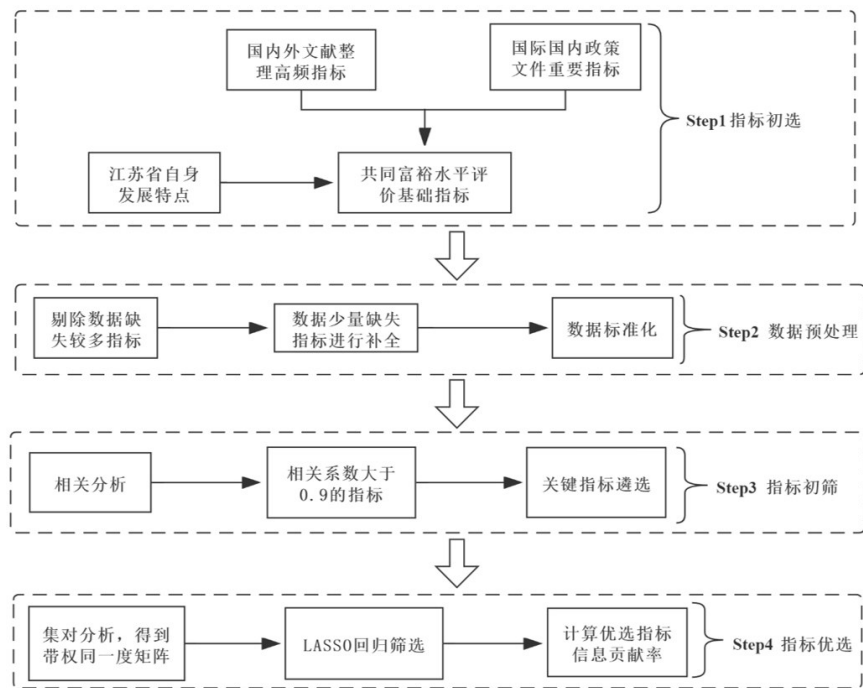 国内外文献整
理高频指标
国际国内政策
文件重要指标
Step1 指标初选
江苏省自身
发展特点
共同富裕水平评
价基础指标
剔除数据缺
失较多指标
数据少量缺失
指标进行补全
数据标准化
Step2 数据预处理
相关分析
相关系数大于
0.9的指标
关键指标遴选
Step3 指标初筛
集对分析，得到
带权同一度矩阵
LASSO回归筛选
计算优选指标
信息贡献率
Step4 指标优选